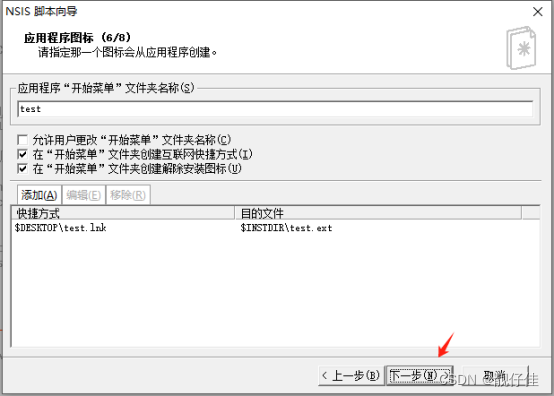 NSIS 脚本向导
应用程序图标 (6/8)
请指定那一个图标会从应用程序创建。
应用程序“开始菜单”文件夹名称(S)
test
允许用户更改“开始菜单”文件夹名称(C)
在“开始菜单”文件夹创建互联网快捷方式(I)
在“开始菜单”文件夹创建解除安装图标(U)
添加(A) 编辑(E) 移除(R)
快捷方式 目的文件
$DESKTOP\test.lnk $INSTDIR\test.ext
< 上一步(B) 下一步(N) > 取消
CSDN @靓仔佳